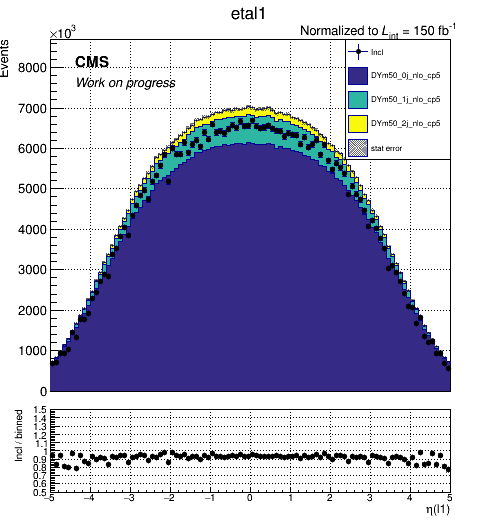 etal1
×10³
Normalized to L_int = 150 fb⁻¹
Events
CMS
Work on progress
Incl
DYm50_0j_nlo_cp5
DYm50_1j_nlo_cp5
DYm50_2j_nlo_cp5
stat error
8000
7000
6000
5000
4000
3000
2000
1000
0
Incl / binned
1.5
1.4
1.3
1.2
1.1
1
0.9
0.8
0.7
0.6
0.5
−5 −4 −3 −2 −1 0 1 2 3 4 5
η(l1)